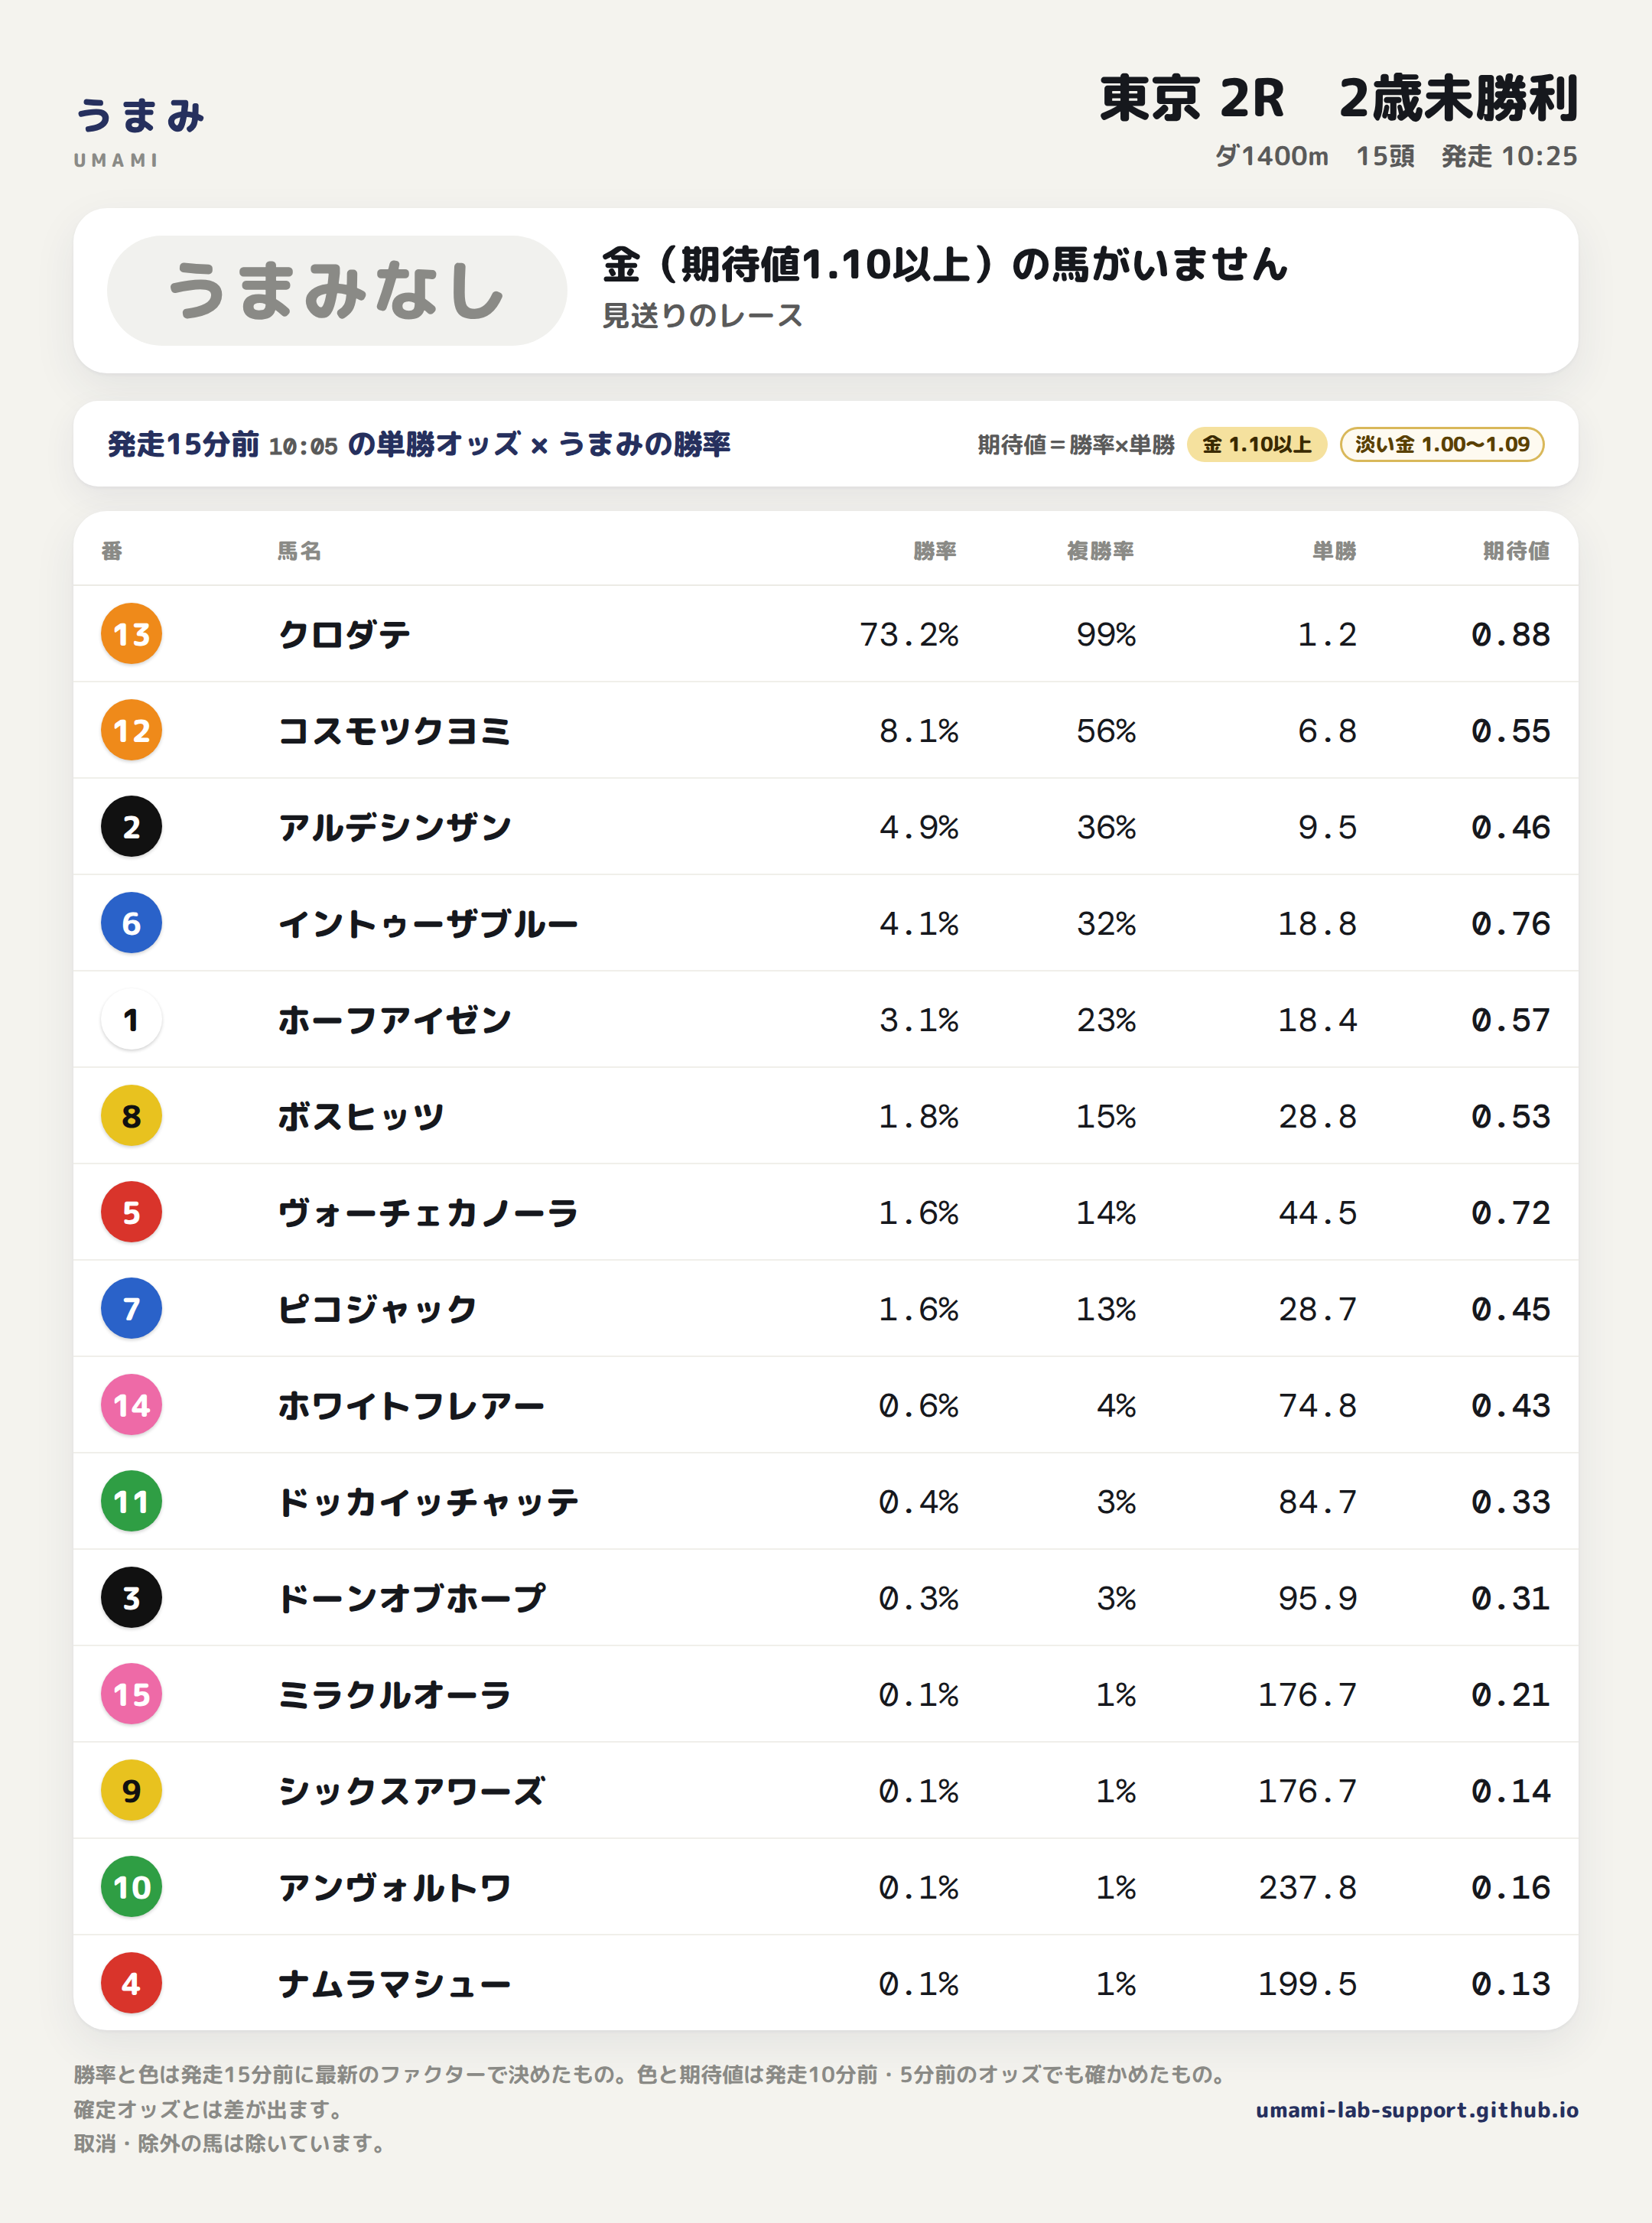 うまみ
UMAMI
東京 2R　2歳未勝利
ダ1400m　15頭　発走 10:25
うまみなし
金（期待値1.10以上）の馬がいません
見送りのレース
発走15分前 10:05 の単勝オッズ × うまみの勝率
期待値＝勝率×単勝 金 1.10以上 淡い金 1.00〜1.09
番 馬名 勝率 複勝率 単勝 期待値
13 クロダテ 73.2% 99% 1.2 0.88
12 コスモツクヨミ 8.1% 56% 6.8 0.55
2 アルデシンザン 4.9% 36% 9.5 0.46
6 イントゥーザブルー 4.1% 32% 18.8 0.76
1 ホーフアイゼン 3.1% 23% 18.4 0.57
8 ボスヒッツ 1.8% 15% 28.8 0.53
5 ヴォーチェカノーラ 1.6% 14% 44.5 0.72
7 ピコジャック 1.6% 13% 28.7 0.45
14 ホワイトフレアー 0.6% 4% 74.8 0.43
11 ドッカイッチャッテ 0.4% 3% 84.7 0.33
3 ドーンオブホープ 0.3% 3% 95.9 0.31
15 ミラクルオーラ 0.1% 1% 176.7 0.21
9 シックスアワーズ 0.1% 1% 176.7 0.14
10 アンヴォルトワ 0.1% 1% 237.8 0.16
4 ナムラマシュー 0.1% 1% 199.5 0.13
勝率と色は発走15分前に最新のファクターで決めたもの。色と期待値は発走10分前・5分前のオッズでも確かめたもの。
確定オッズとは差が出ます。
取消・除外の馬は除いています。
umami-lab-support.github.io